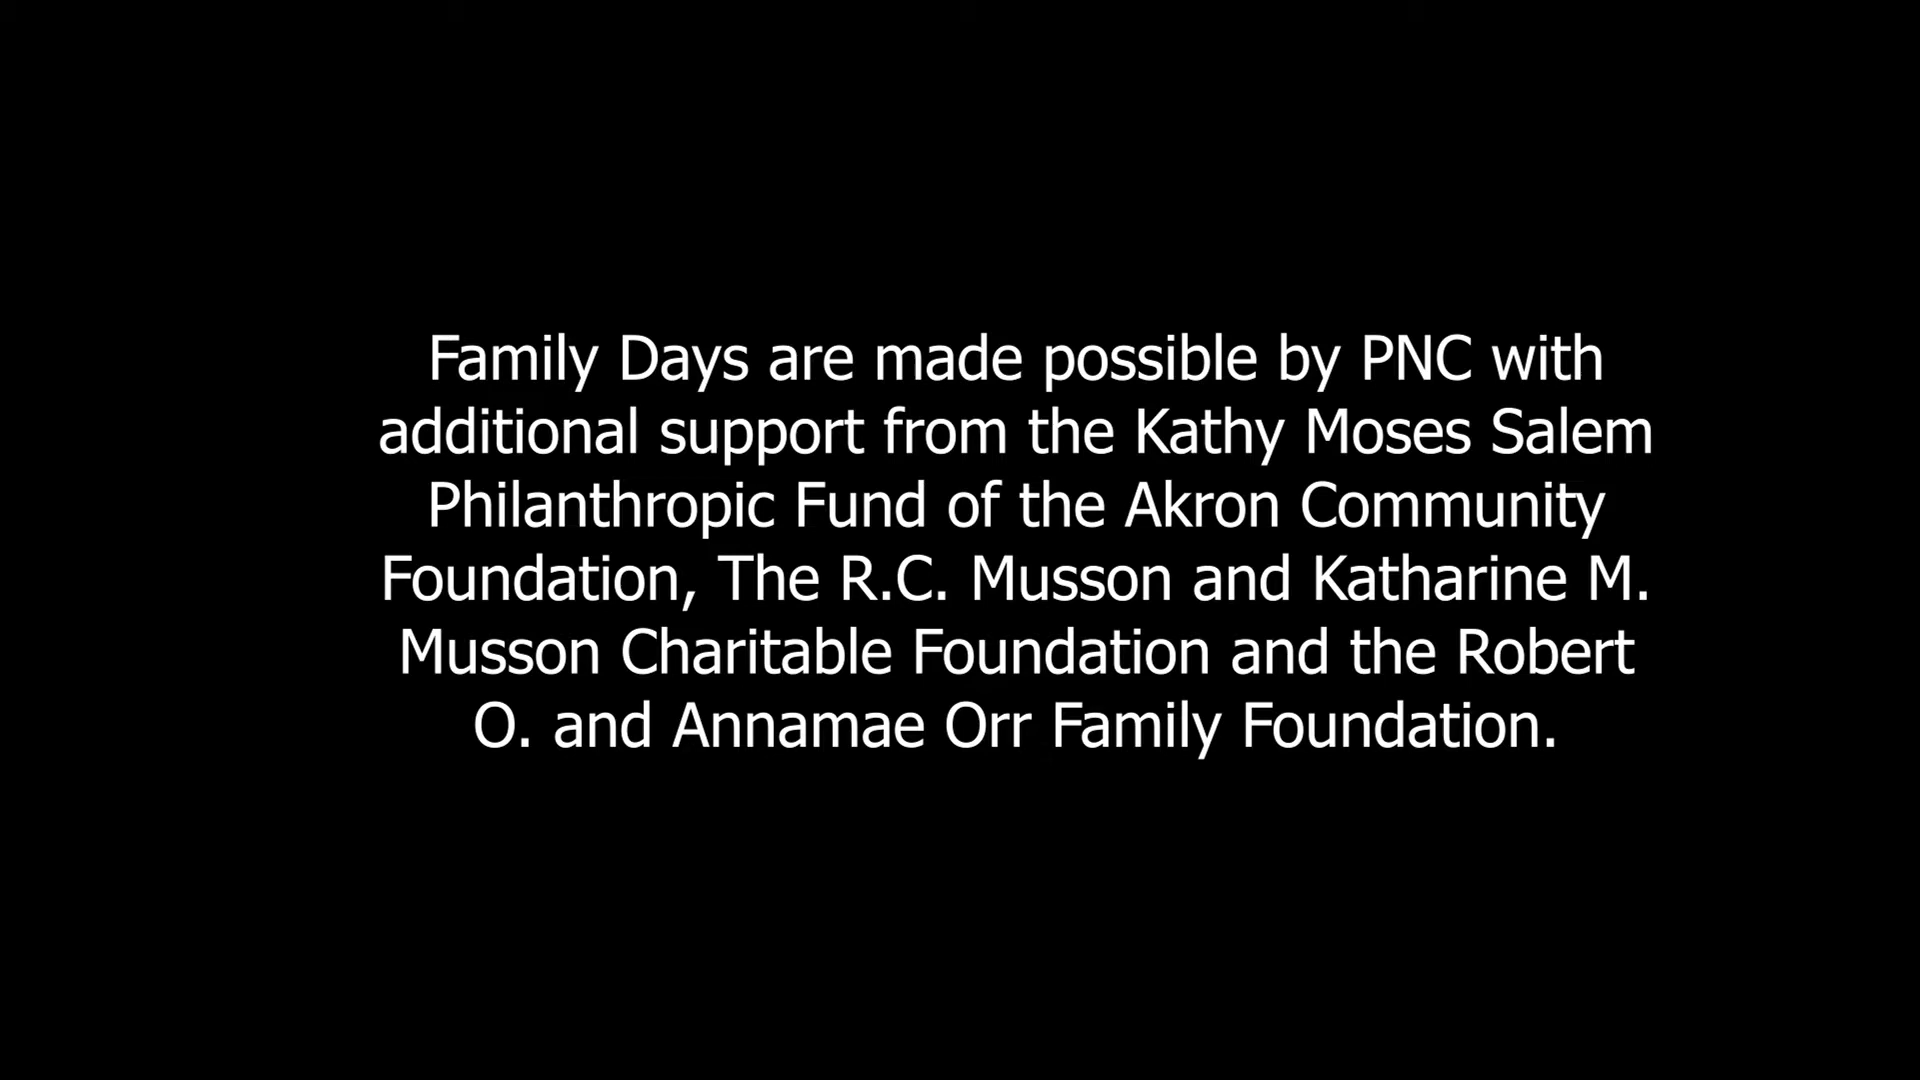 Family Days are made possible by PNC with
additional support from the Kathy Moses Salem
Philanthropic Fund of the Akron Community
Foundation, The R.C. Musson and Katharine M.
Musson Charitable Foundation and the Robert
O. and Annamae Orr Family Foundation.